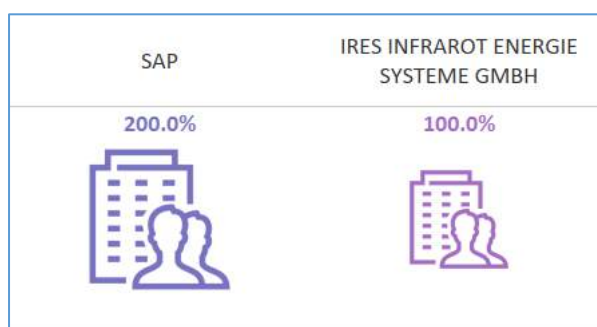 SAP
IRES INFRAROT ENERGIE
SYSTEME GMBH
200.0%
100.0%